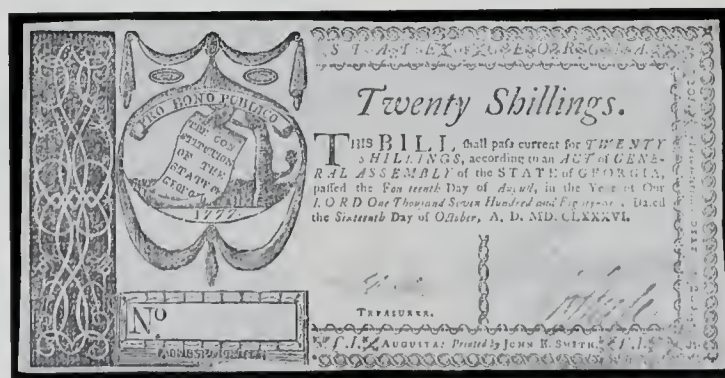 PRO BONO PUBLICO
THE CON
STITUTION
OF THE
STATE OF
GEORGIA
1777.
No.
STATE OF GEORGIA
Twenty Shillings.
THIS BILL shall pass current for TWENTY
SHILLINGS, according to an ACT of GENE-
RAL ASSEMBLY of the STATE of GEORGIA,
passed the Fourteenth Day of August, in the Year of Our
LORD One Thousand Seven Hundred and Dated
the Sixteenth Day of October, A. D. MD. CLXXXVI.
TREASURER.
AUGUSTA: Printed by JOHN E. SMITH.